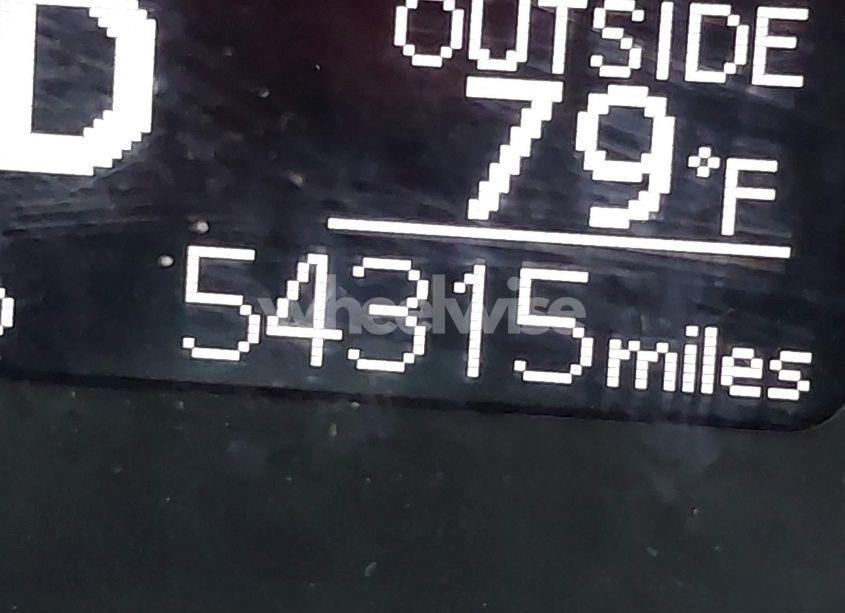 D
OUTSIDE
79°F
54315 miles
wheelwise